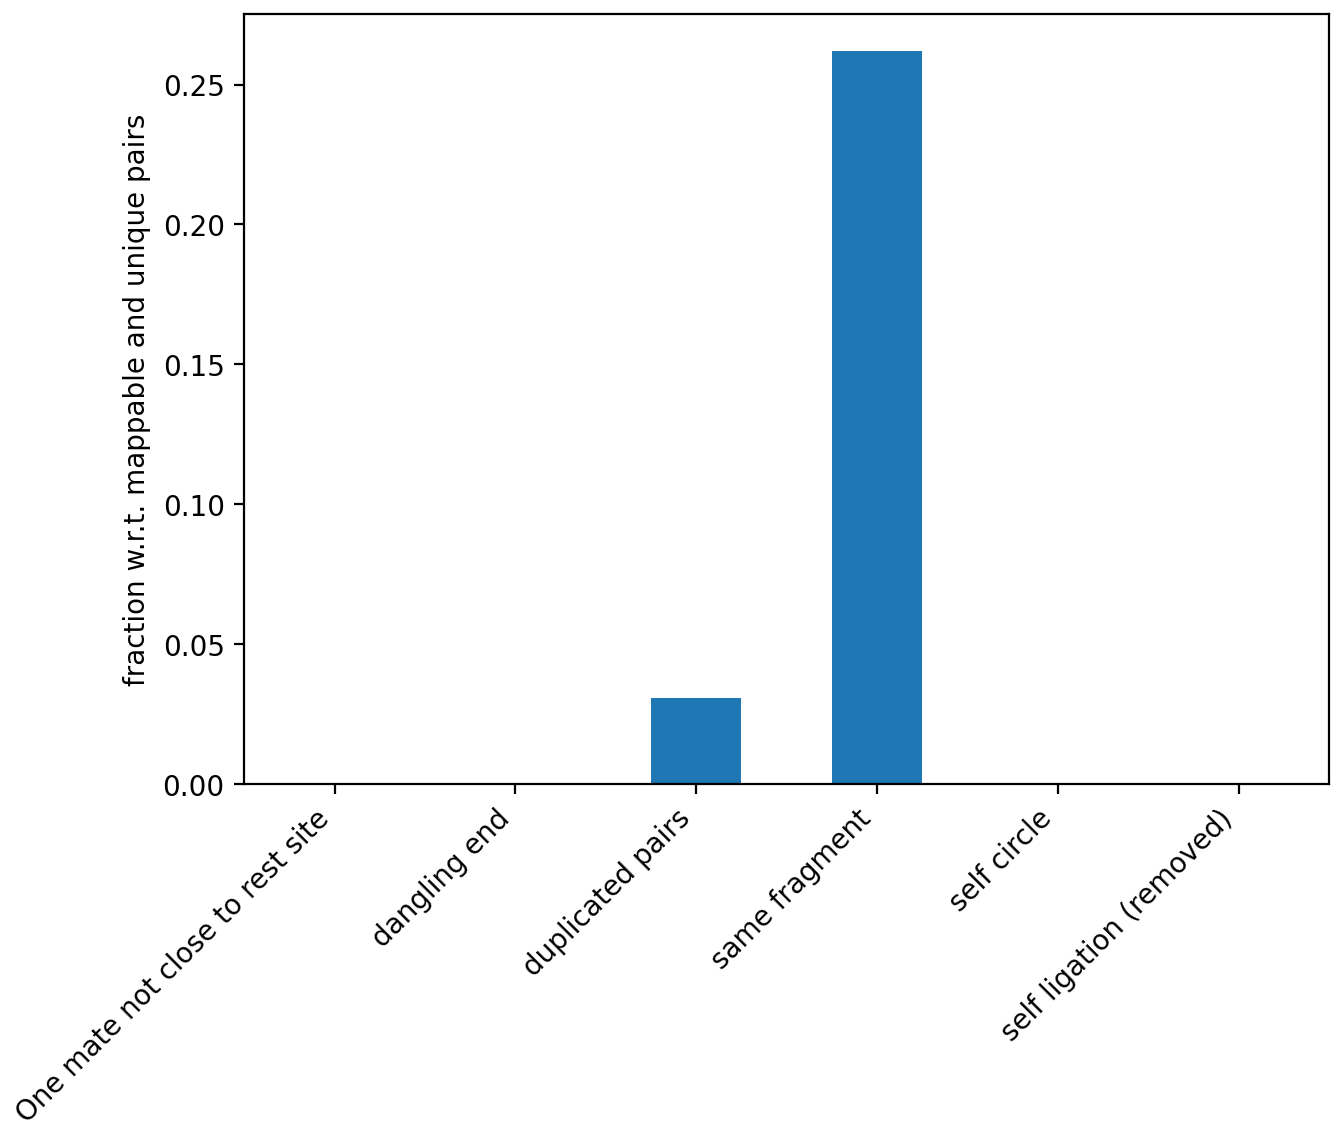 fraction w.r.t. mappable and unique pairs
0.25
0.20
0.15
0.10
0.05
0.00
One mate not close to rest site
dangling end
duplicated pairs
same fragment
self circle
self ligation (removed)